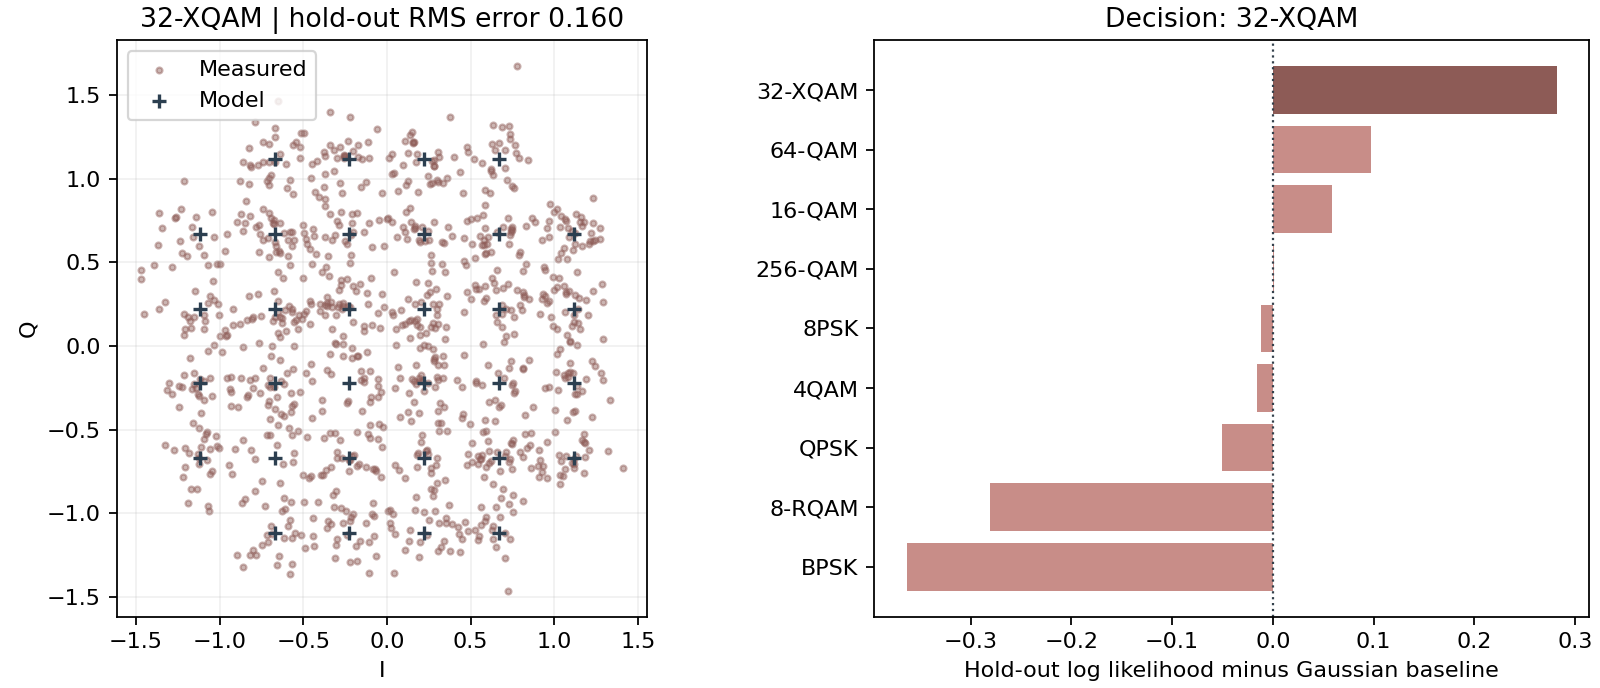 32-XQAM | hold-out RMS error 0.160
Measured
Model
1.5
1.0
0.5
0.0
−0.5
−1.0
−1.5
Q
−1.5
−1.0
−0.5
0.0
0.5
1.0
1.5
I
Decision: 32-XQAM
32-XQAM
64-QAM
16-QAM
256-QAM
8PSK
4QAM
QPSK
8-RQAM
BPSK
−0.3
−0.2
−0.1
0.0
0.1
0.2
0.3
Hold-out log likelihood minus Gaussian baseline